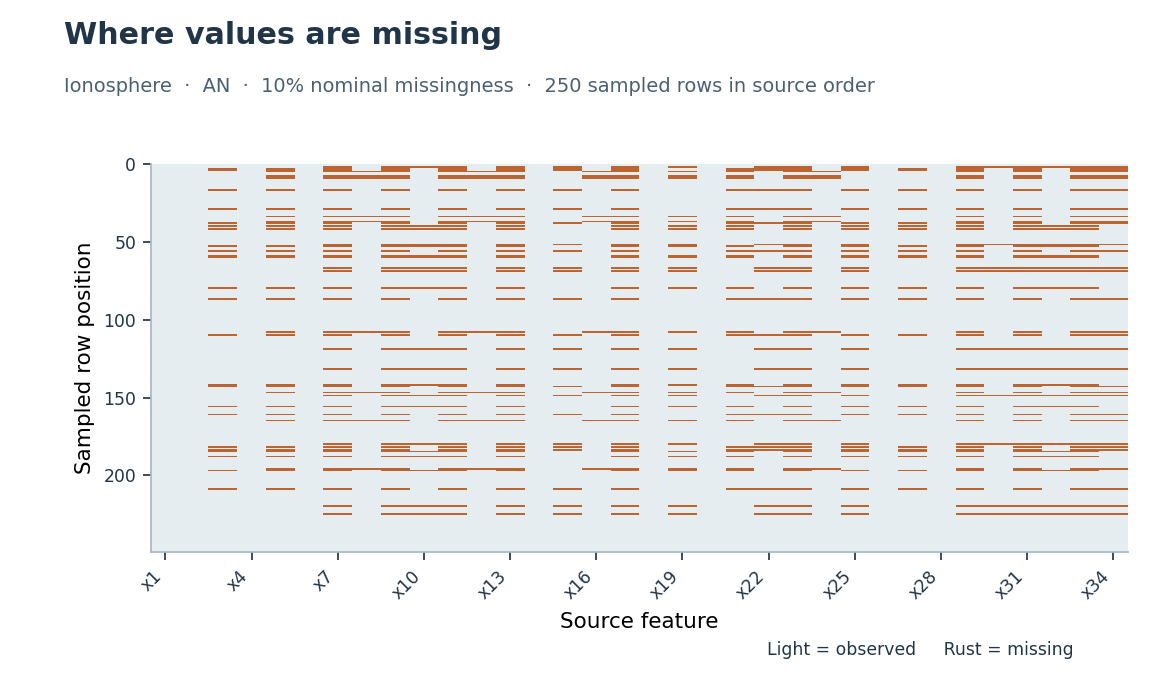 Where values are missing
Ionosphere · AN · 10% nominal missingness · 250 sampled rows in source order
0
50
100
150
200
Sampled row position
x1 x4 x7 x10 x13 x16 x19 x22 x25 x28 x31 x34
Source feature
Light = observed Rust = missing